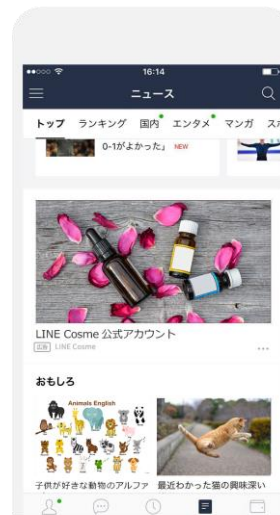 16:14
ニュース
トップ ランキング 国内 エンタメ マンガ スポ
0-1がよかった」 NEW
LINE Cosme 公式アカウント
広告 LINE Cosme
おもしろ
Animals English
子供が好きな動物のアルファ
最近わかった猫の興味深い